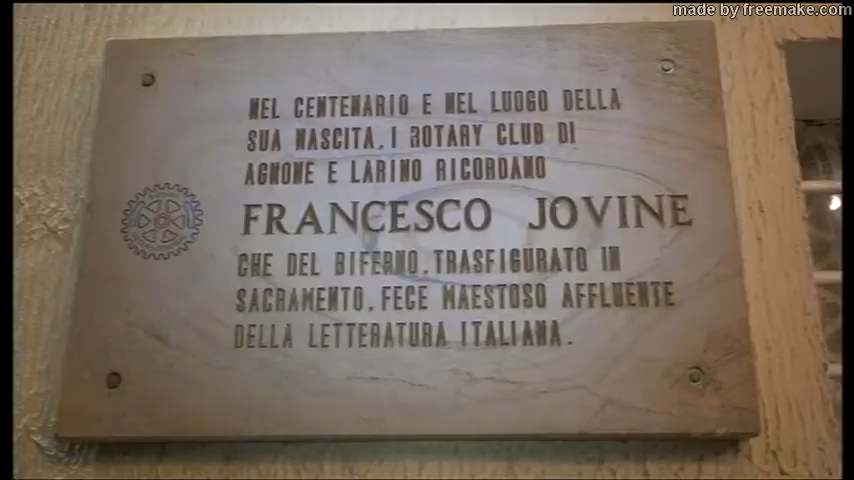 made by freemake.com
NEL CENTENARIO E NEL LUOGO DELLA
SUA NASCITA, I ROTARY CLUB DI
AGNONE E LARINO RICORDANO
FRANCESCO JOVINE
CHE DEL BIFERNO, TRASFIGURATO IN
SACRAMENTO, FECE MAESTOSO AFFLUENTE
DELLA LETTERATURA ITALIANA.